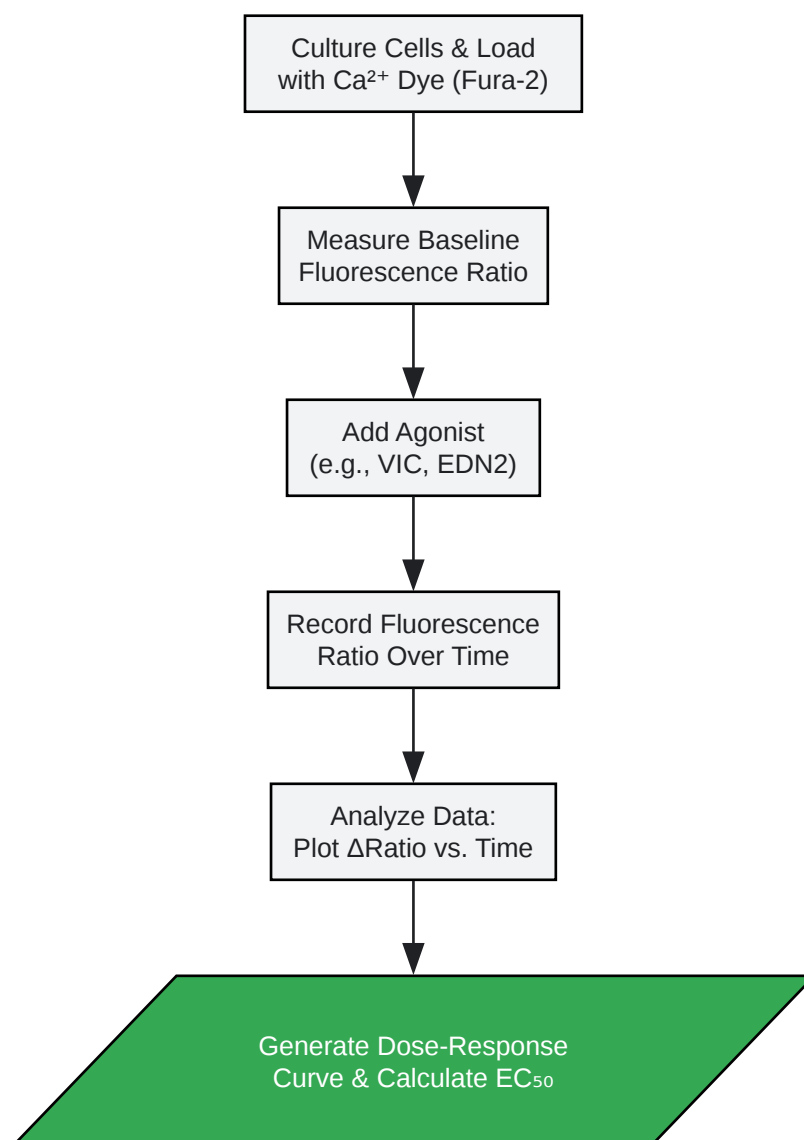 Culture Cells & Load
with Ca²⁺ Dye (Fura-2)
Measure Baseline
Fluorescence Ratio
Add Agonist
(e.g., VIC, EDN2)
Record Fluorescence
Ratio Over Time
Analyze Data:
Plot ΔRatio vs. Time
Generate Dose-Response
Curve & Calculate EC₅₀